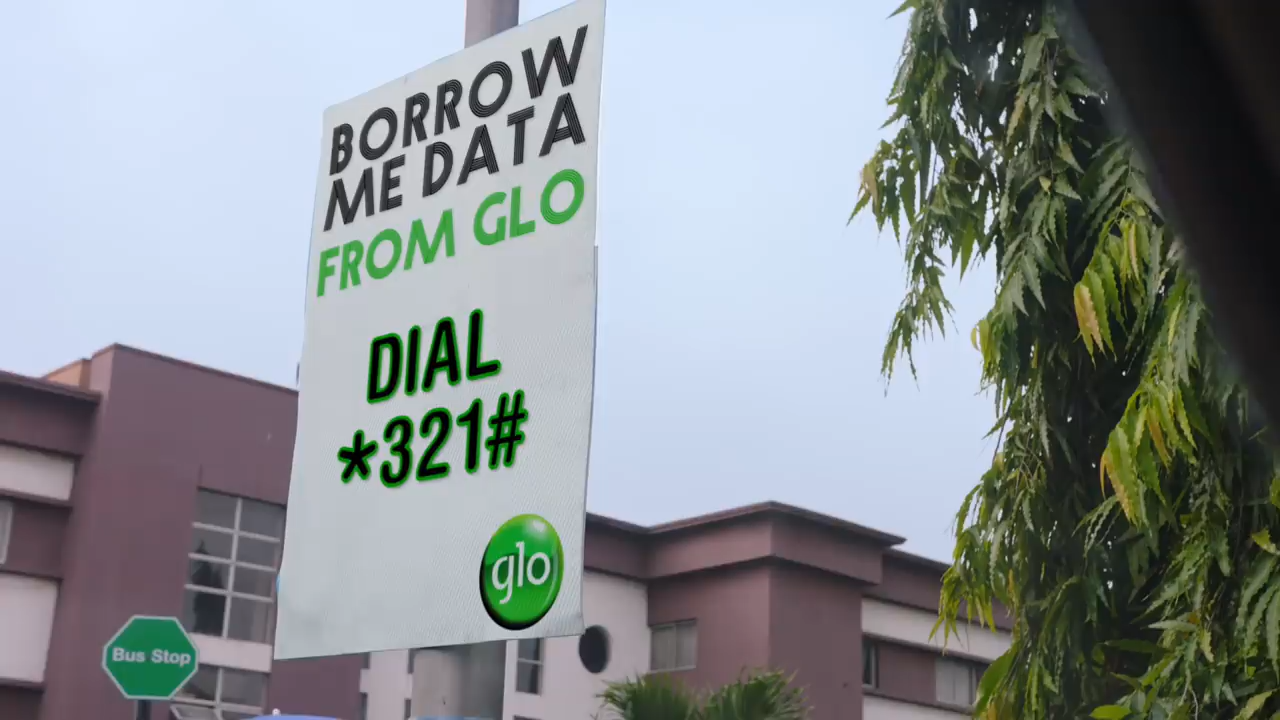 BORROW
ME DATA
FROM GLO
DIAL
*321#
glo
Bus Stop